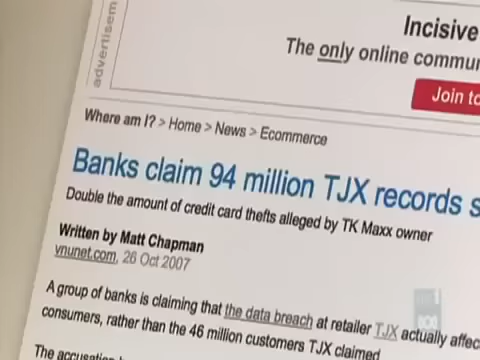 advertisem
Incisive
The only online commun
Join to
Where am I? > Home > News > Ecommerce
Banks claim 94 million TJX records s
Double the amount of credit card thefts alleged by TK Maxx owner
Written by Matt Chapman
vnunet.com, 26 Oct 2007
A group of banks is claiming that the data breach at retailer TJX actually affec
consumers, rather than the 46 million customers TJX claimed
The accusation